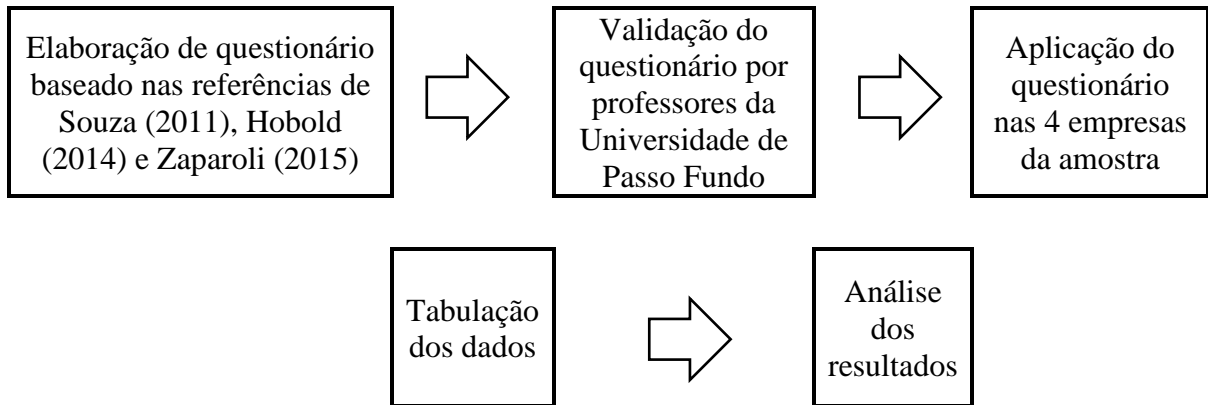 Elaboração de questionário
baseado nas referências de
Souza (2011), Hobold
(2014) e Zaparoli (2015)
Validação do
questionário por
professores da
Universidade de
Passo Fundo
Aplicação do
questionário
nas 4 empresas
da amostra
Tabulação
dos dados
Análise
dos
resultados